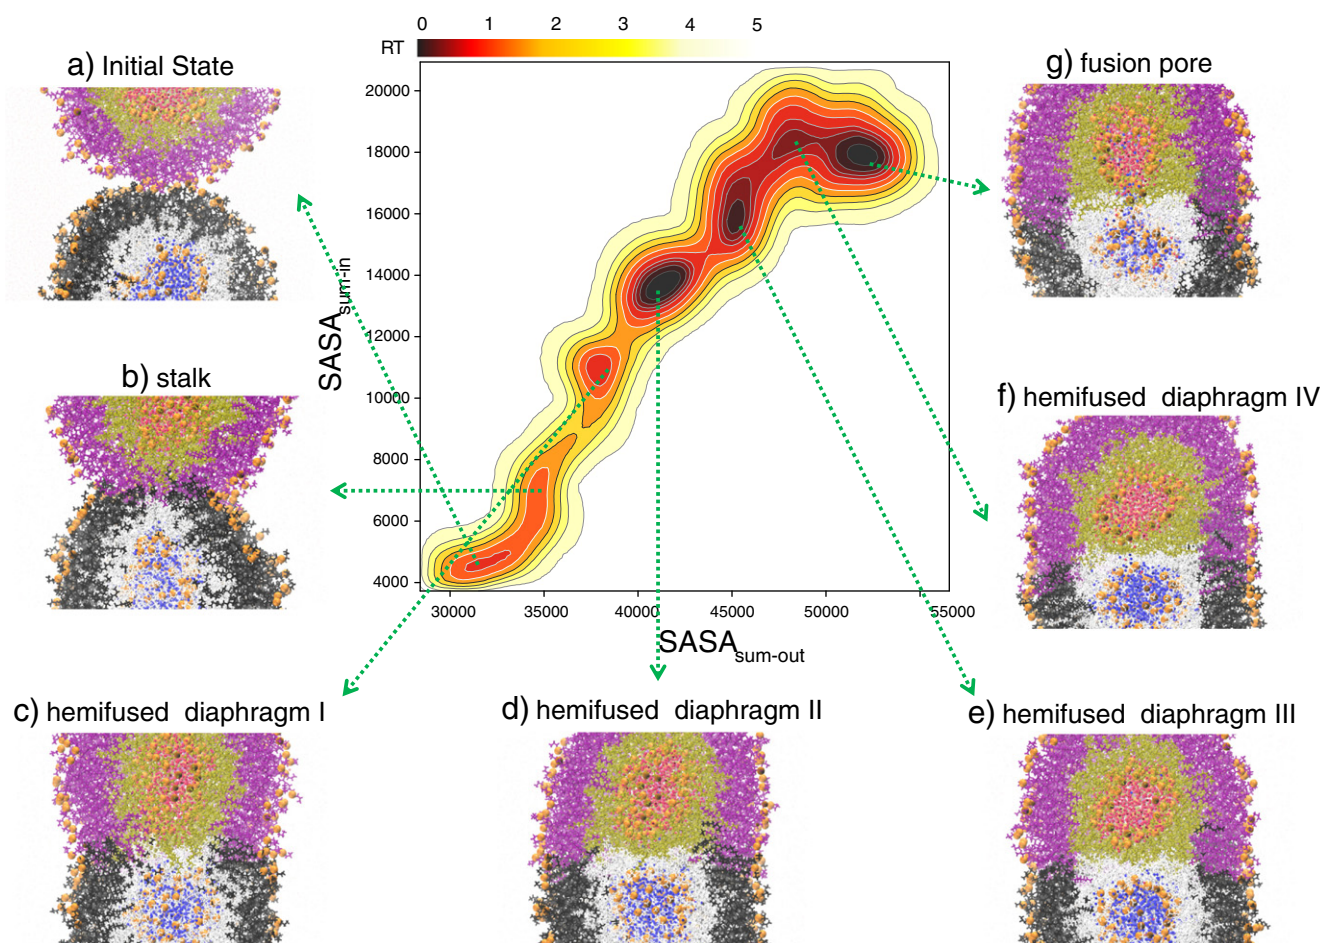 0 1 2 3 4 5
RT
a) Initial State
g) fusion pore
20000
18000
16000
14000
12000
10000
8000
6000
4000
SASAsum-in
b) stalk
f) hemifused diaphragm IV
30000 35000 40000 45000 50000 55000
SASAsum-out
c) hemifused diaphragm I
d) hemifused diaphragm II
e) hemifused diaphragm III